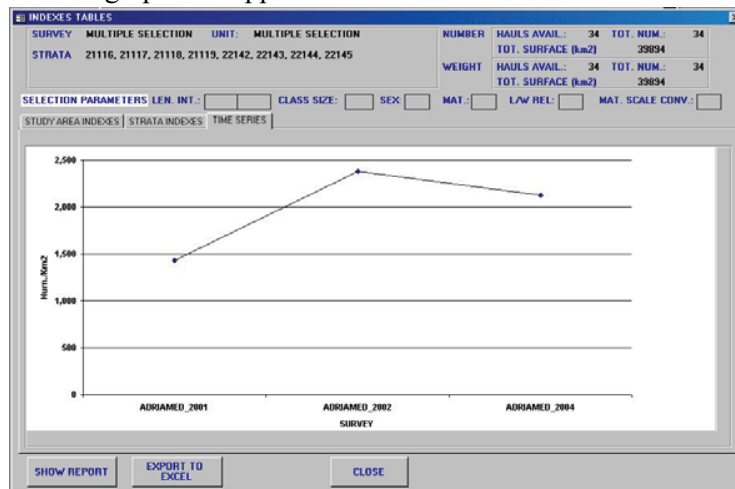 INDEXES TABLES
SURVEY MULTIPLE SELECTION UNIT: MULTIPLE SELECTION
STRATA 21116, 21117, 21118, 21119, 22142, 22143, 22144, 22145
NUMBER HAULS AVAIL.: 34 TOT. NUM.: 34
TOT. SURFACE (km2) 39894
WEIGHT HAULS AVAIL.: 34 TOT. NUM.: 34
TOT. SURFACE (km2) 39894
SELECTION PARAMETERS LEN. INT.: CLASS SIZE: SEX: MAT.: L/W REL: MAT. SCALE CONV.:
STUDY AREA INDEXES STRATA INDEXES TIME SERIES
2,500
2,000
1,500
1,000
500
0
Num./Km2
ADRIAMED_2001 ADRIAMED_2002 ADRIAMED_2004
SURVEY
SHOW REPORT EXPORT TO EXCEL CLOSE